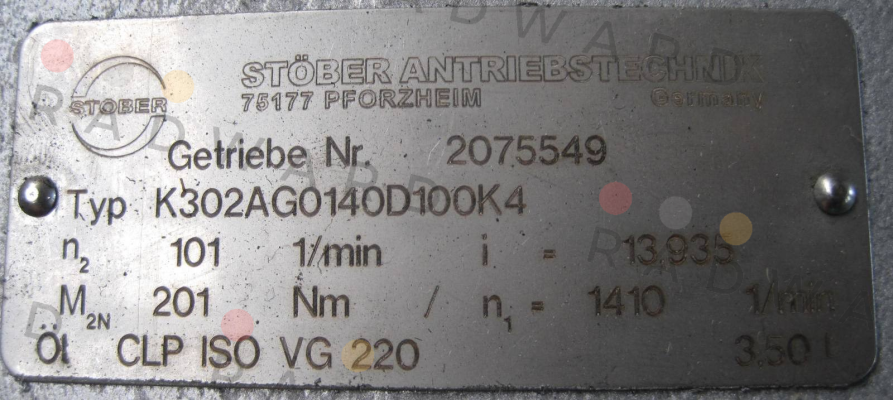 STÖBER
STÖBER ANTRIEBSTECHNIK
75177 PFORZHEIM Germany
Getriebe Nr. 2075549
Typ K302AG0140D100K4
n2 101 1/min i = 13,935
M2N 201 Nm / n1 = 1410 1/min
Öl CLP ISO VG 220 3.50 l
RADWARD